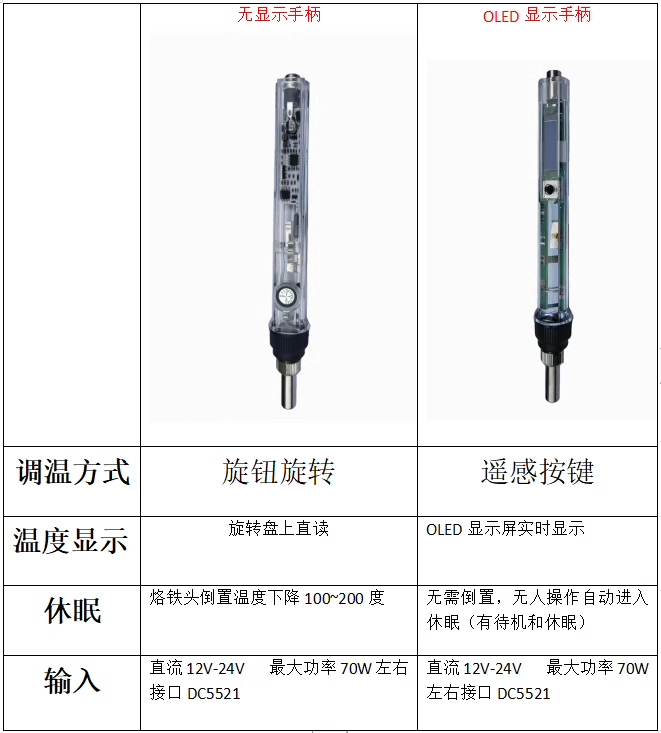 无显示手柄
OLED 显示手柄
调温方式
旋钮旋转
遥感按键
温度显示
旋转盘上直读
OLED 显示屏实时显示
休眠
烙铁头倒置温度下降 100~200 度
无需倒置，无人操作自动进入
休眠（有待机和休眠）
输入
直流 12V-24V 最大功率 70W 左右
接口 DC5521
直流 12V-24V 最大功率 70W
左右接口 DC5521